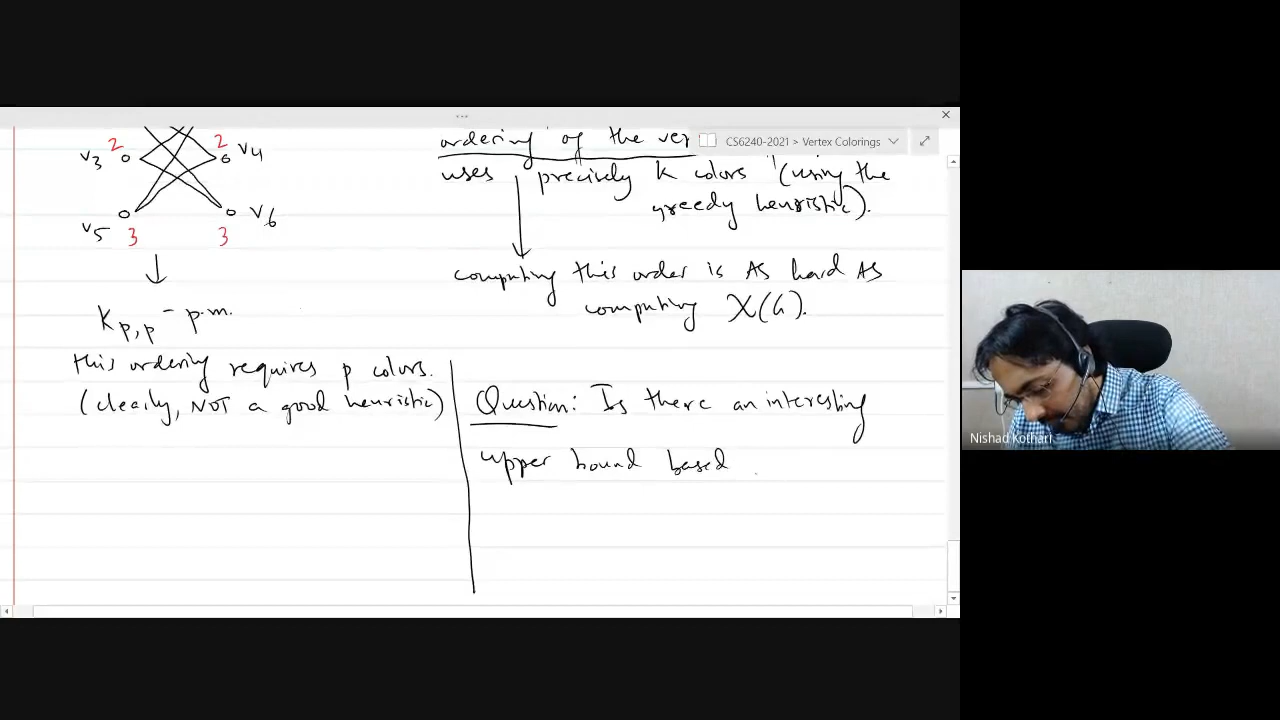 CS6240-2021 > Vertex Colorings
2 2
v3 v4
v5 v6
3 3
Kp,p - p.m.
this ordering requires p colors.
(clearly, NOT a good heuristic)
ordering of the ver
uses precisely k colors (using the
greedy heuristic).
computing this order is AS hard AS
computing χ(G).
Question: Is there an interesting
upper bound based
Nishad Kothari